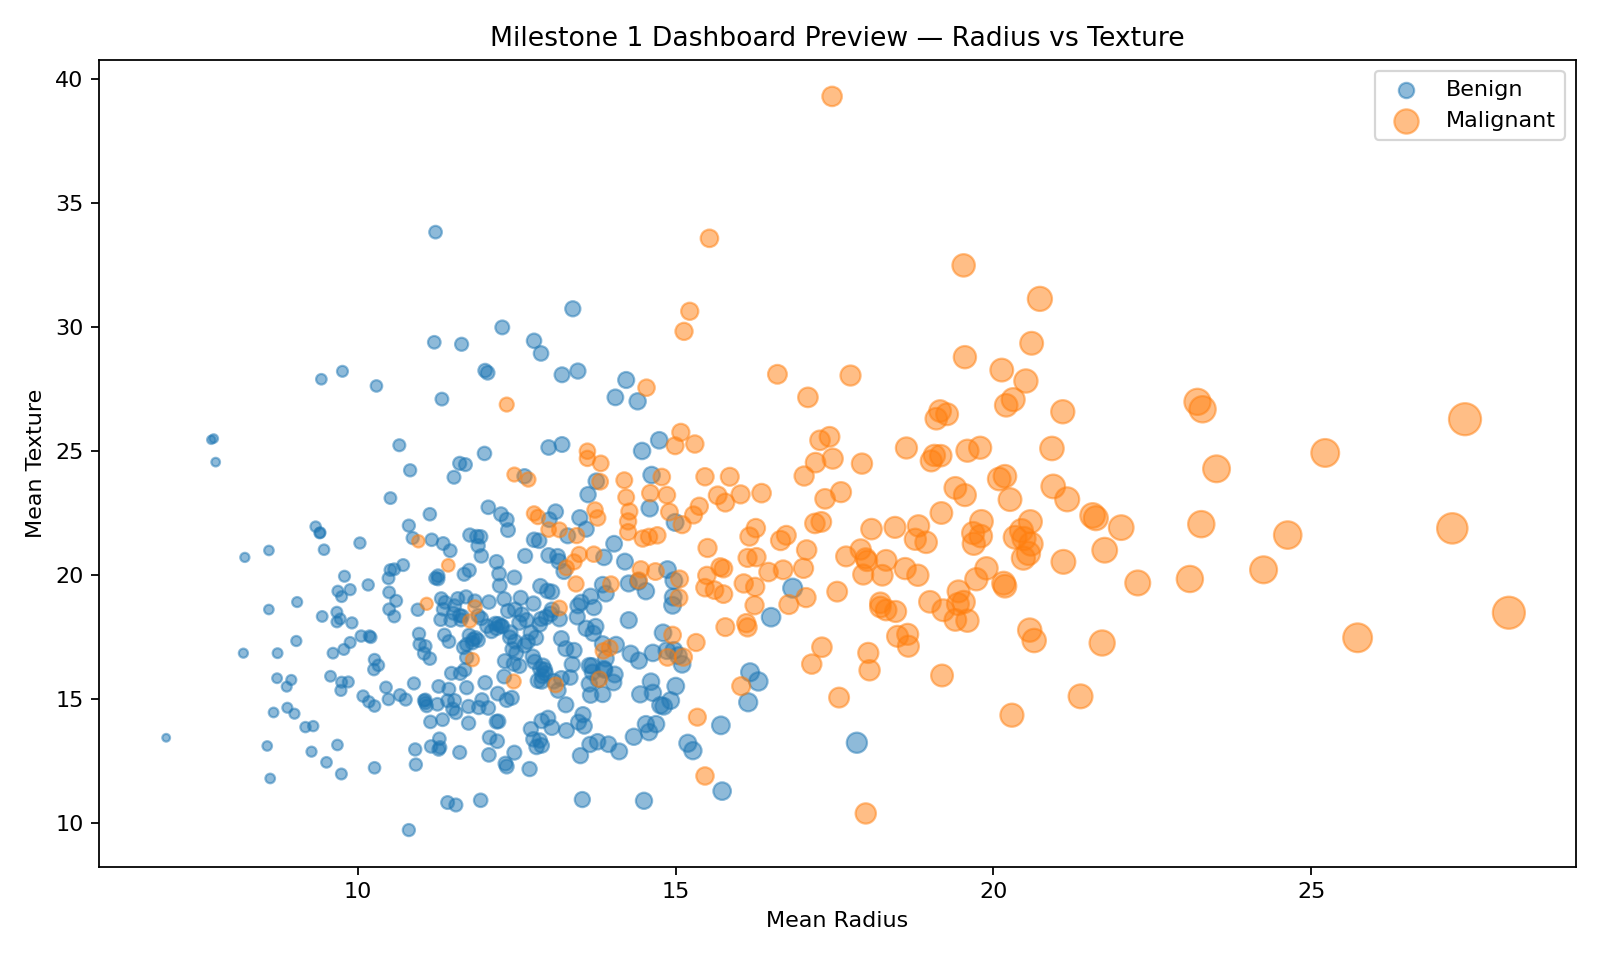 Milestone 1 Dashboard Preview — Radius vs Texture
Benign
Malignant
40
35
30
25
20
15
10
Mean Texture
10
15
20
25
Mean Radius